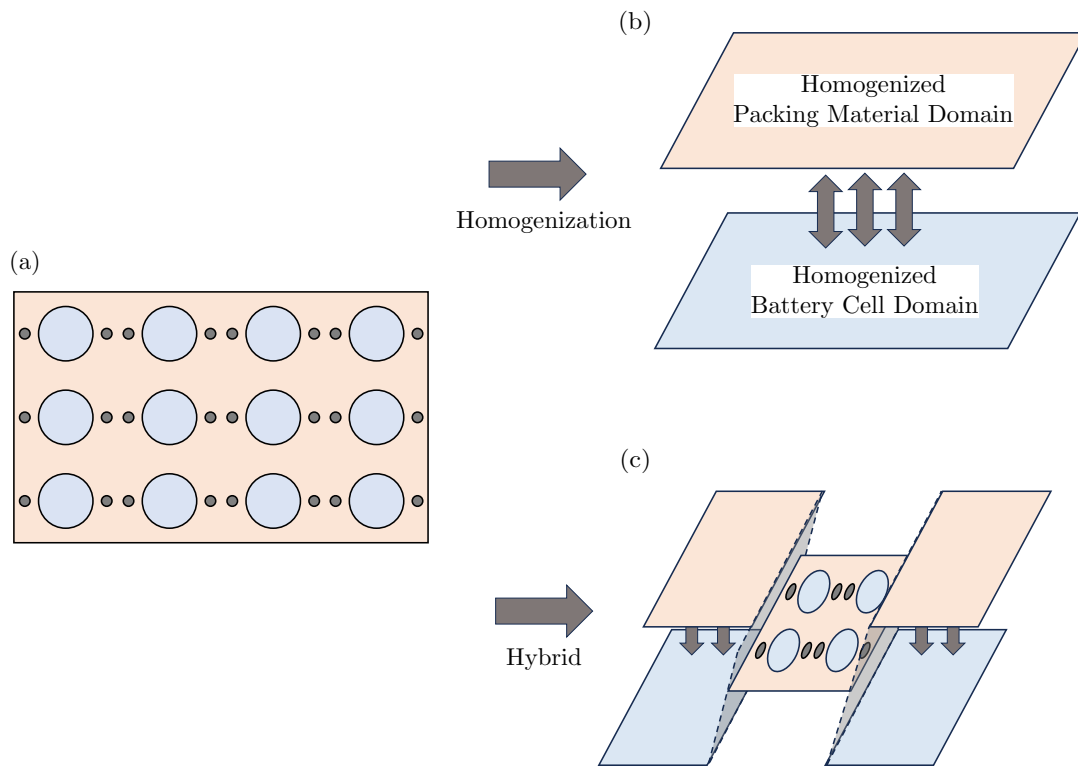 (a)
Homogenization
(b)
Homogenized
Packing Material Domain
Homogenized
Battery Cell Domain
Hybrid
(c)